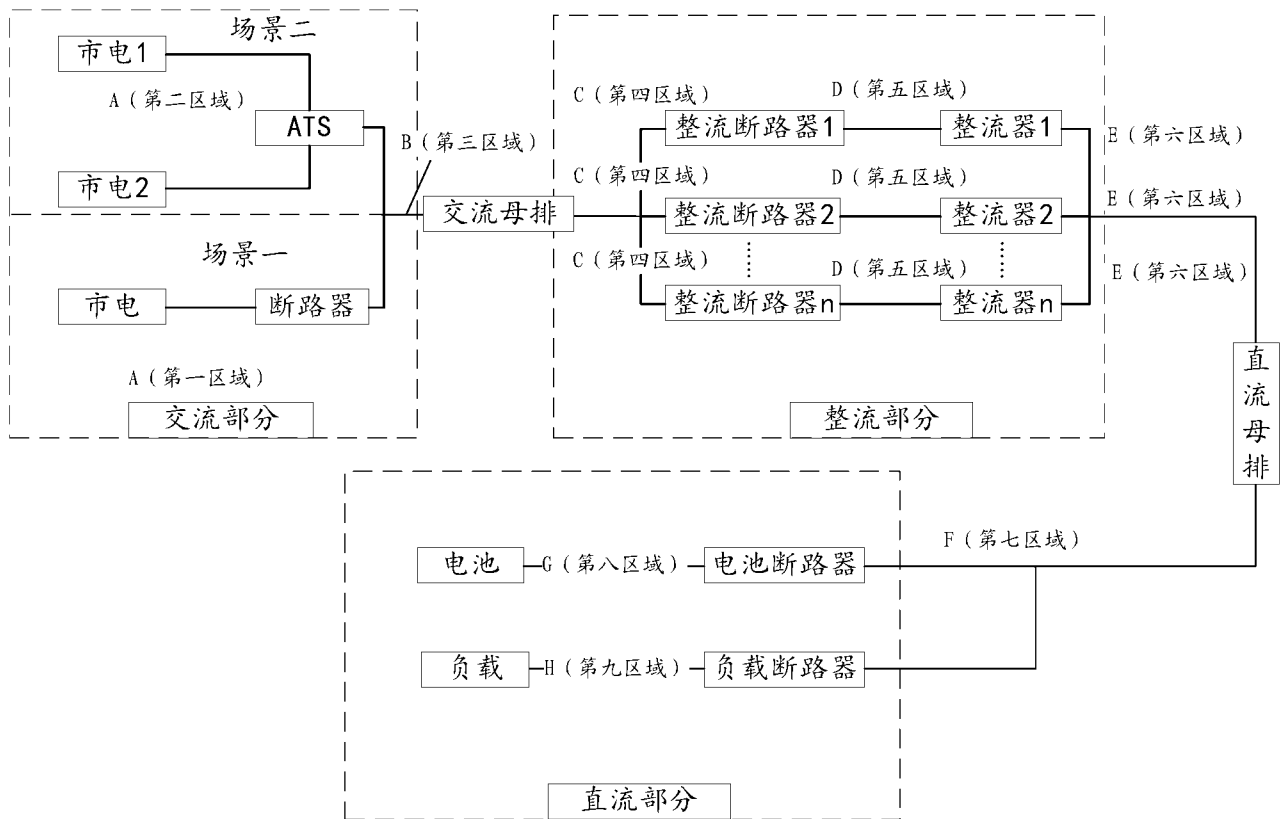 场景二
市电1
A（第二区域）
ATS
市电2
B（第三区域）
场景一
市电
断路器
A（第一区域）
交流部分
交流母排
C（第四区域）
D（第五区域）
整流断路器1
整流器1
E（第六区域）
C（第四区域）
D（第五区域）
整流断路器2
整流器2
E（第六区域）
C（第四区域）
D（第五区域）
整流断路器n
整流器n
E（第六区域）
整流部分
直流母排
F（第七区域）
电池
G（第八区域）
电池断路器
负载
H（第九区域）
负载断路器
直流部分